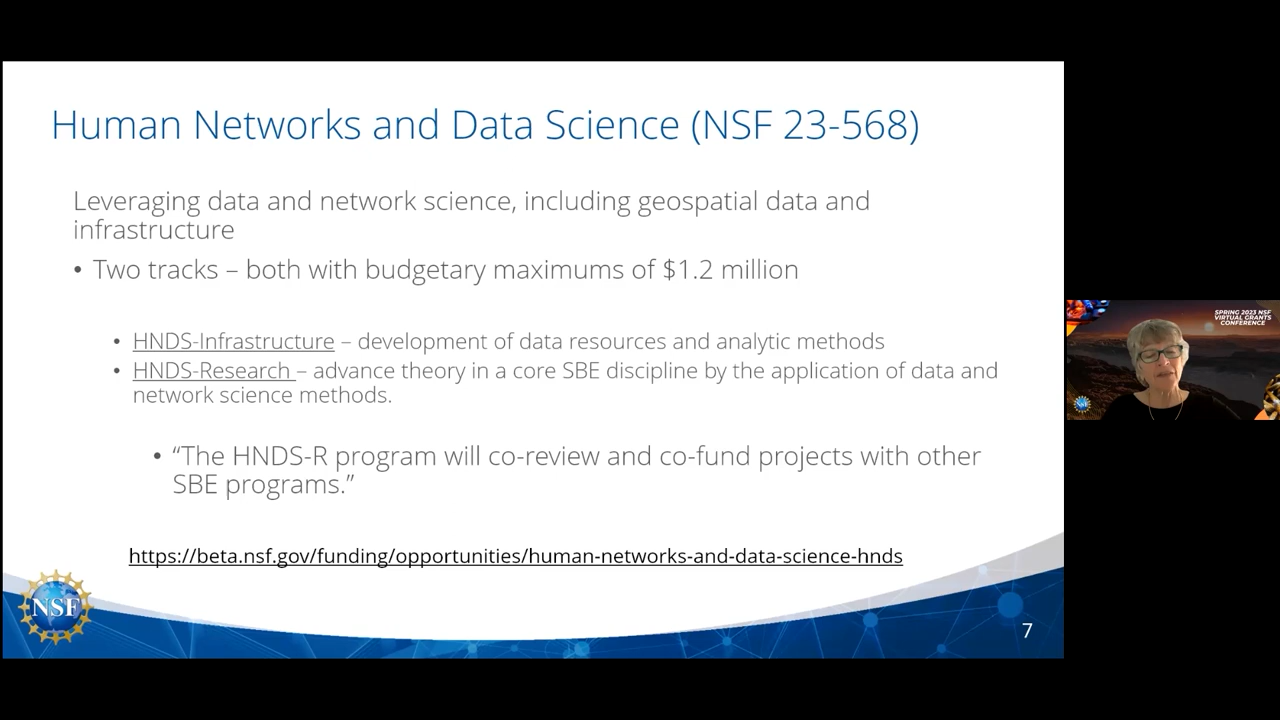 Human Networks and Data Science (NSF 23-568)
Leveraging data and network science, including geospatial data and
infrastructure
• Two tracks – both with budgetary maximums of $1.2 million
• HNDS-Infrastructure – development of data resources and analytic methods
• HNDS-Research – advance theory in a core SBE discipline by the application of data and
network science methods.
• “The HNDS-R program will co-review and co-fund projects with other
SBE programs.”
https://beta.nsf.gov/funding/opportunities/human-networks-and-data-science-hnds
NSF
7
SPRING 2023 NSF
VIRTUAL GRANTS
CONFERENCE